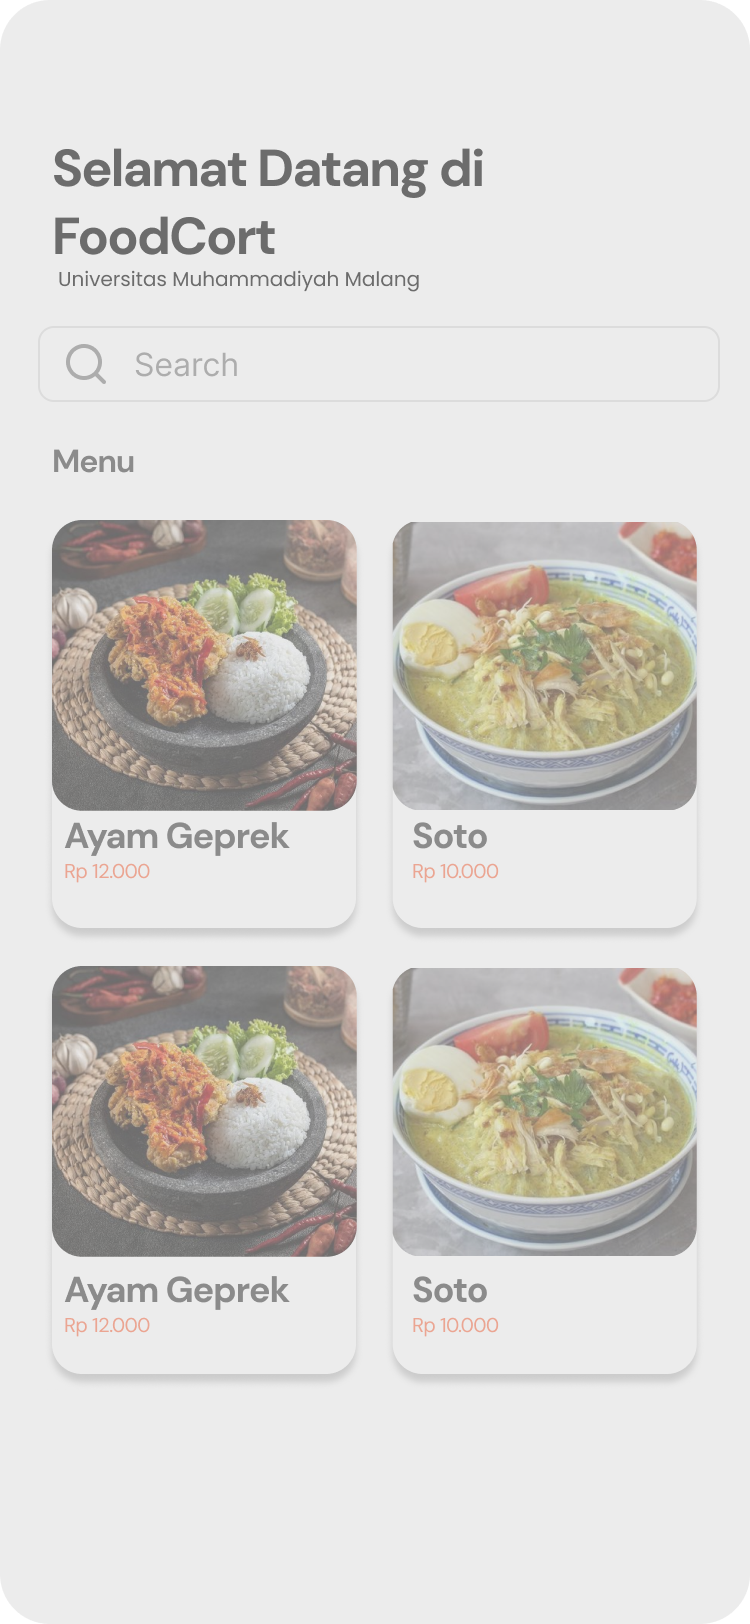 Selamat Datang di
FoodCort
Universitas Muhammadiyah Malang
Search
Menu
Ayam Geprek
Rp 12.000
Soto
Rp 10.000
Ayam Geprek
Rp 12.000
Soto
Rp 10.000